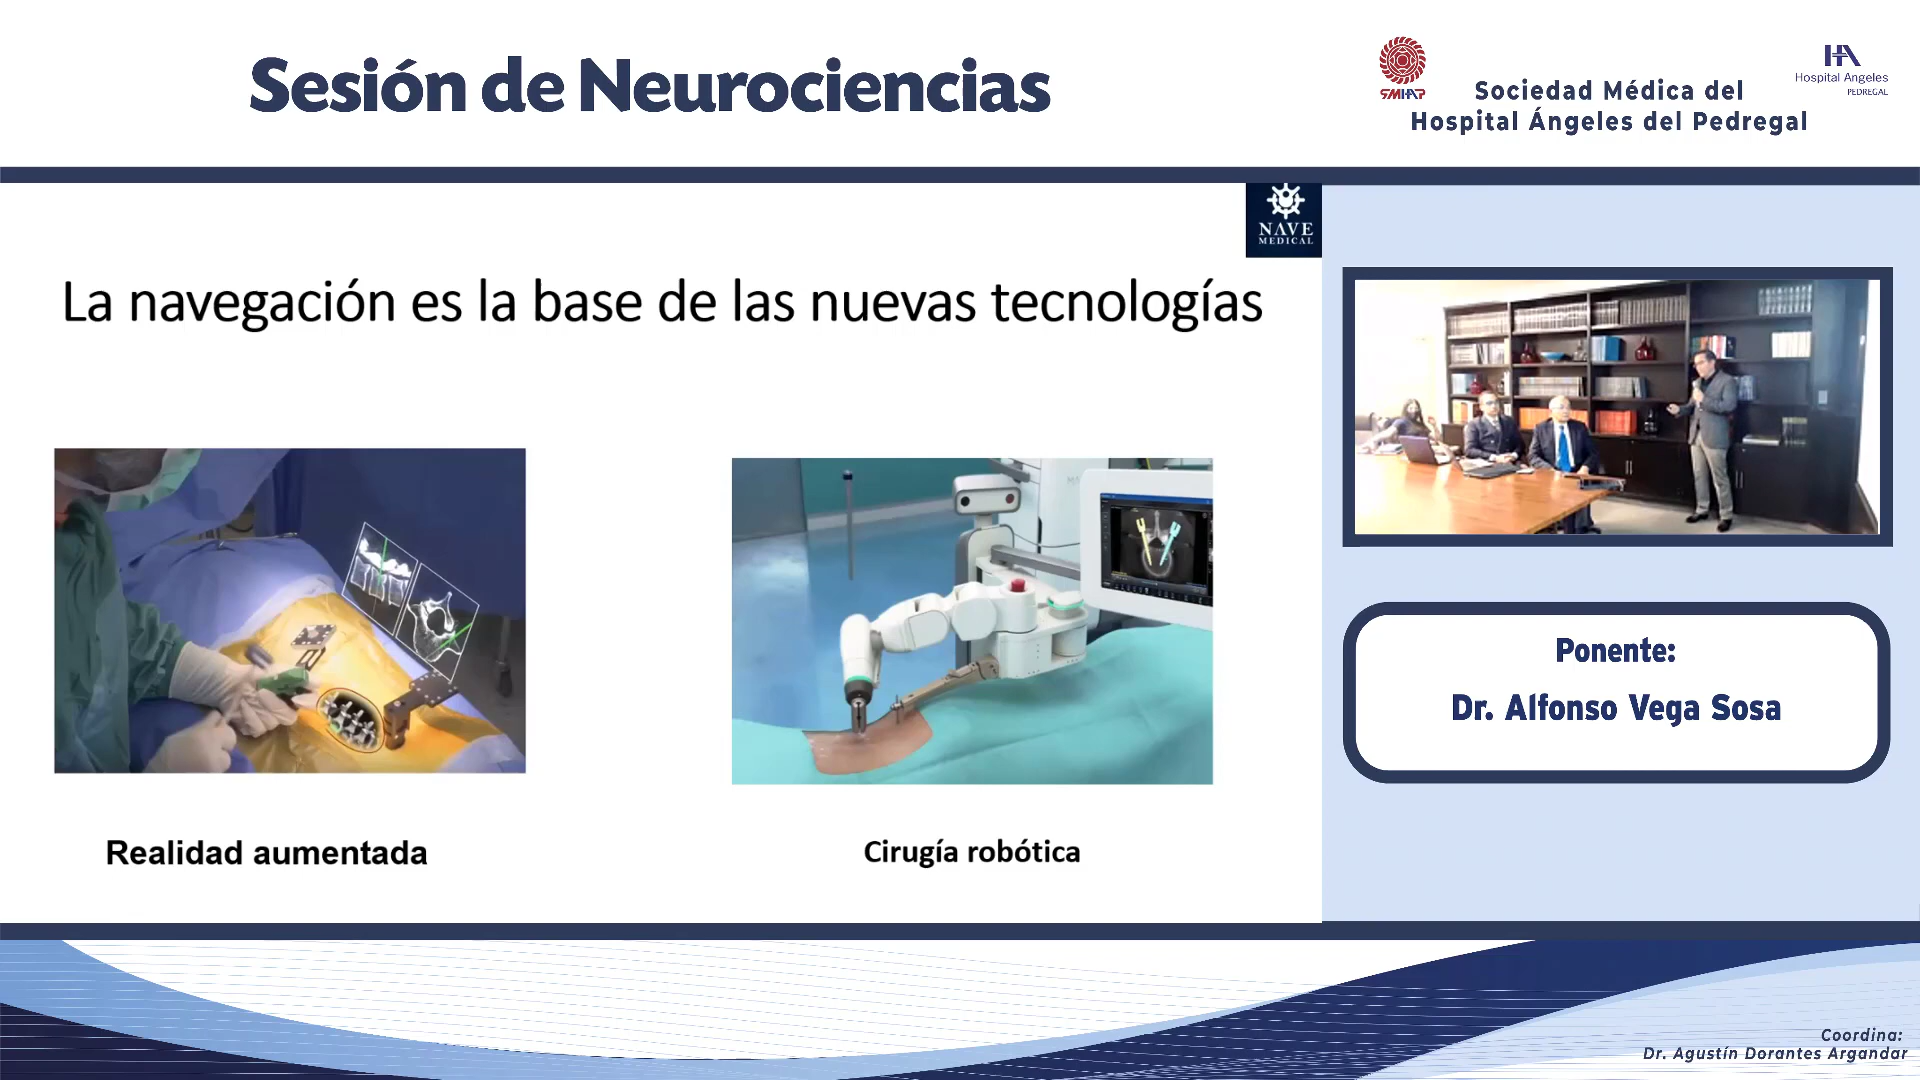 Sesión de Neurociencias
SMHAP
Sociedad Médica del
Hospital Ángeles del Pedregal
HA
Hospital Angeles
PEDREGAL
NAVE
MEDICAL
La navegación es la base de las nuevas tecnologías
Realidad aumentada
Cirugía robótica
Ponente:
Dr. Alfonso Vega Sosa
Coordina:
Dr. Agustín Dorantes Argandar